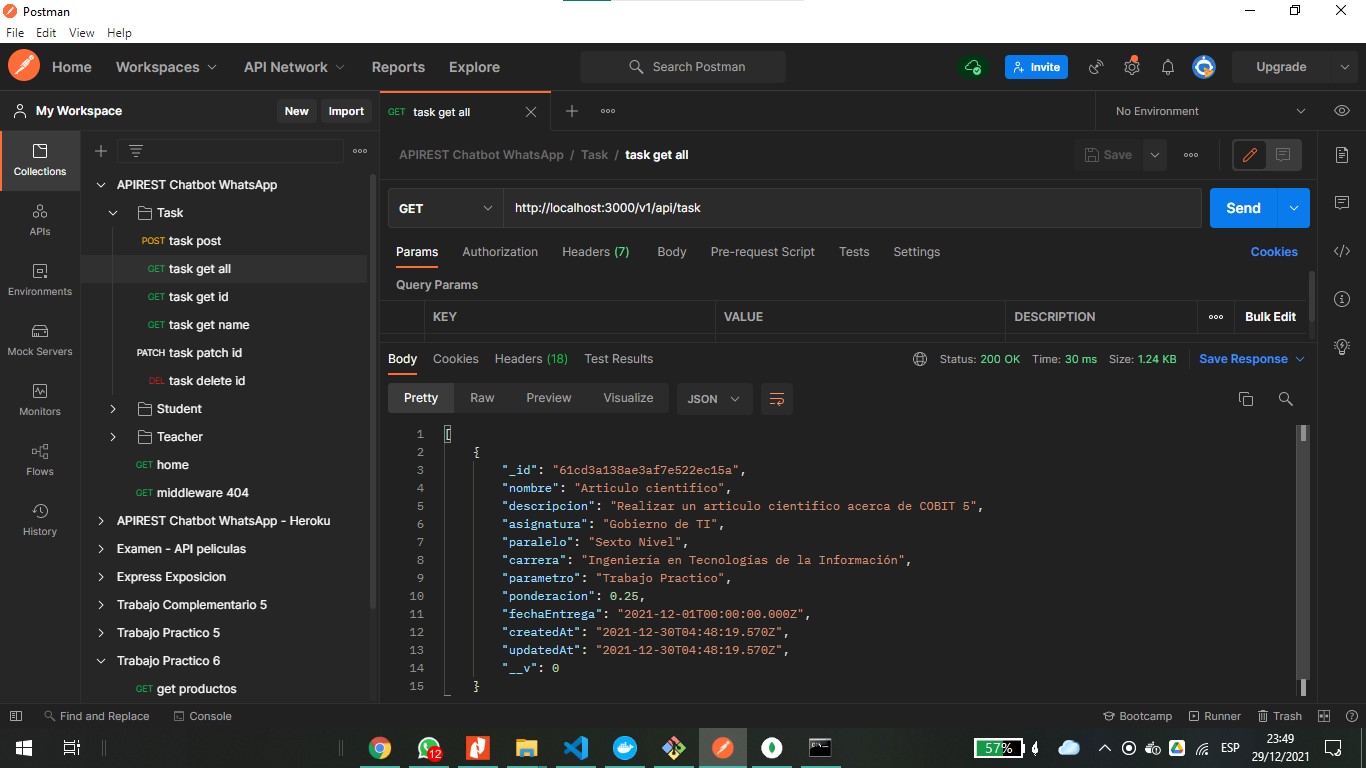 Postman
File Edit View Help
Home Workspaces API Network Reports Explore Search Postman Invite Upgrade
My Workspace New Import GET task get all No Environment
Collections
APIs
Environments
Mock Servers
Monitors
Flows
History
APIREST Chatbot WhatsApp
Task
POST task post
GET task get all
GET task get id
GET task get name
PATCH task patch id
DEL task delete id
Student
Teacher
GET home
GET middleware 404
APIREST Chatbot WhatsApp - Heroku
Examen - API peliculas
Express Exposicion
Trabajo Complementario 5
Trabajo Practico 5
Trabajo Practico 6
GET get productos
APIREST Chatbot WhatsApp / Task / task get all Save
GET http://localhost:3000/v1/api/task Send
Params Authorization Headers (7) Body Pre-request Script Tests Settings Cookies
Query Params
KEY VALUE DESCRIPTION Bulk Edit
Body Cookies Headers (18) Test Results Status: 200 OK Time: 30 ms Size: 1.24 KB Save Response
Pretty Raw Preview Visualize JSON
1 [
2 {
3 "_id": "61cd3a138ae3af7e522ec15a",
4 "nombre": "Articulo cientifico",
5 "descripcion": "Realizar un articulo cientifico acerca de COBIT 5",
6 "asignatura": "Gobierno de TI",
7 "paralelo": "Sexto Nivel",
8 "carrera": "Ingeniería en Tecnologías de la Información",
9 "parametro": "Trabajo Practico",
10 "ponderacion": 0.25,
11 "fechaEntrega": "2021-12-01T00:00:00.000Z",
12 "createdAt": "2021-12-30T04:48:19.570Z",
13 "updatedAt": "2021-12-30T04:48:19.570Z",
14 "__v": 0
15 }
Find and Replace Console Bootcamp Runner Trash
12 57% ESP 23:49
29/12/2021